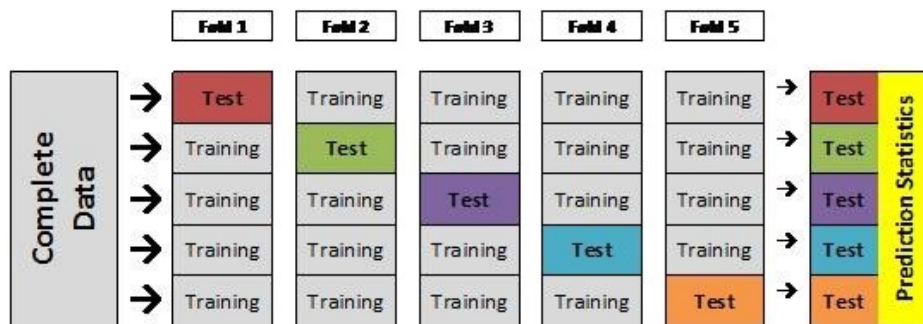 Fold 1 Fold 2 Fold 3 Fold 4 Fold 5
Complete Data
Test Training Training Training Training Test
Training Test Training Training Training Test
Training Training Test Training Training Test
Training Training Training Test Training Test
Training Training Training Training Test Test
Prediction Statistics